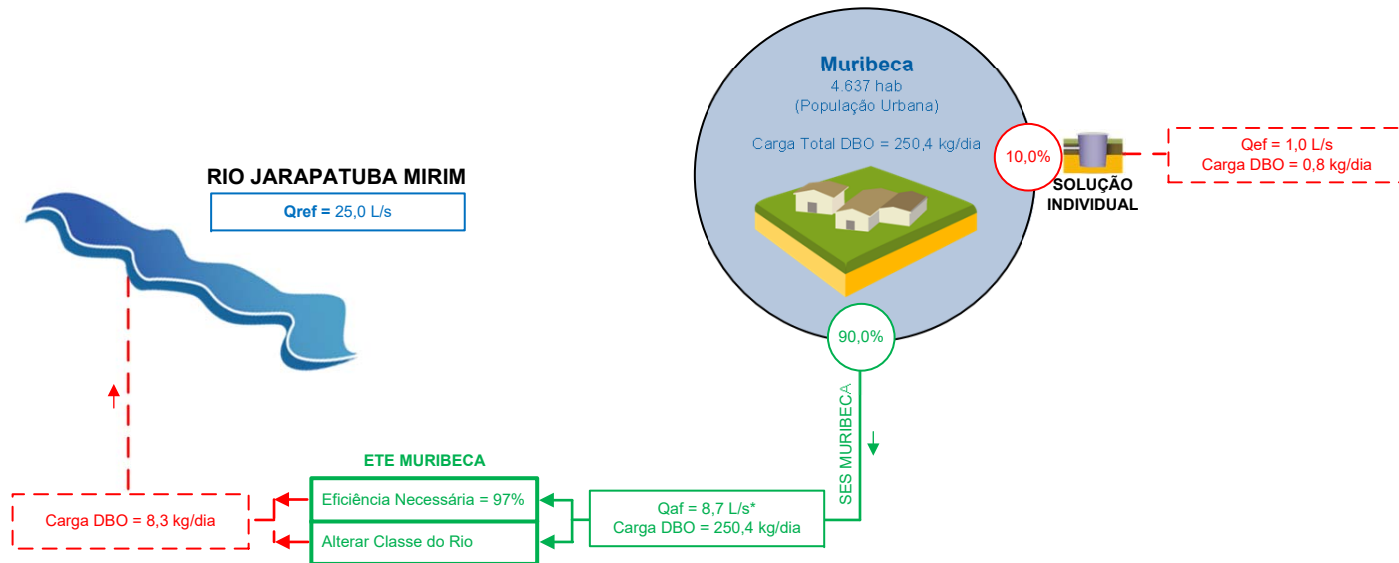 Muribeca
4.637 hab
(População Urbana)
Carga Total DBO = 250,4 kg/dia
10,0%
SOLUÇÃO
INDIVIDUAL
Qef = 1,0 L/s
Carga DBO = 0,8 kg/dia
RIO JARAPATUBA MIRIM
Qref = 25,0 L/s
90,0%
SES MURIBECA
ETE MURIBECA
Eficiência Necessária = 97%
Alterar Classe do Rio
Qaf = 8,7 L/s*
Carga DBO = 250,4 kg/dia
Carga DBO = 8,3 kg/dia